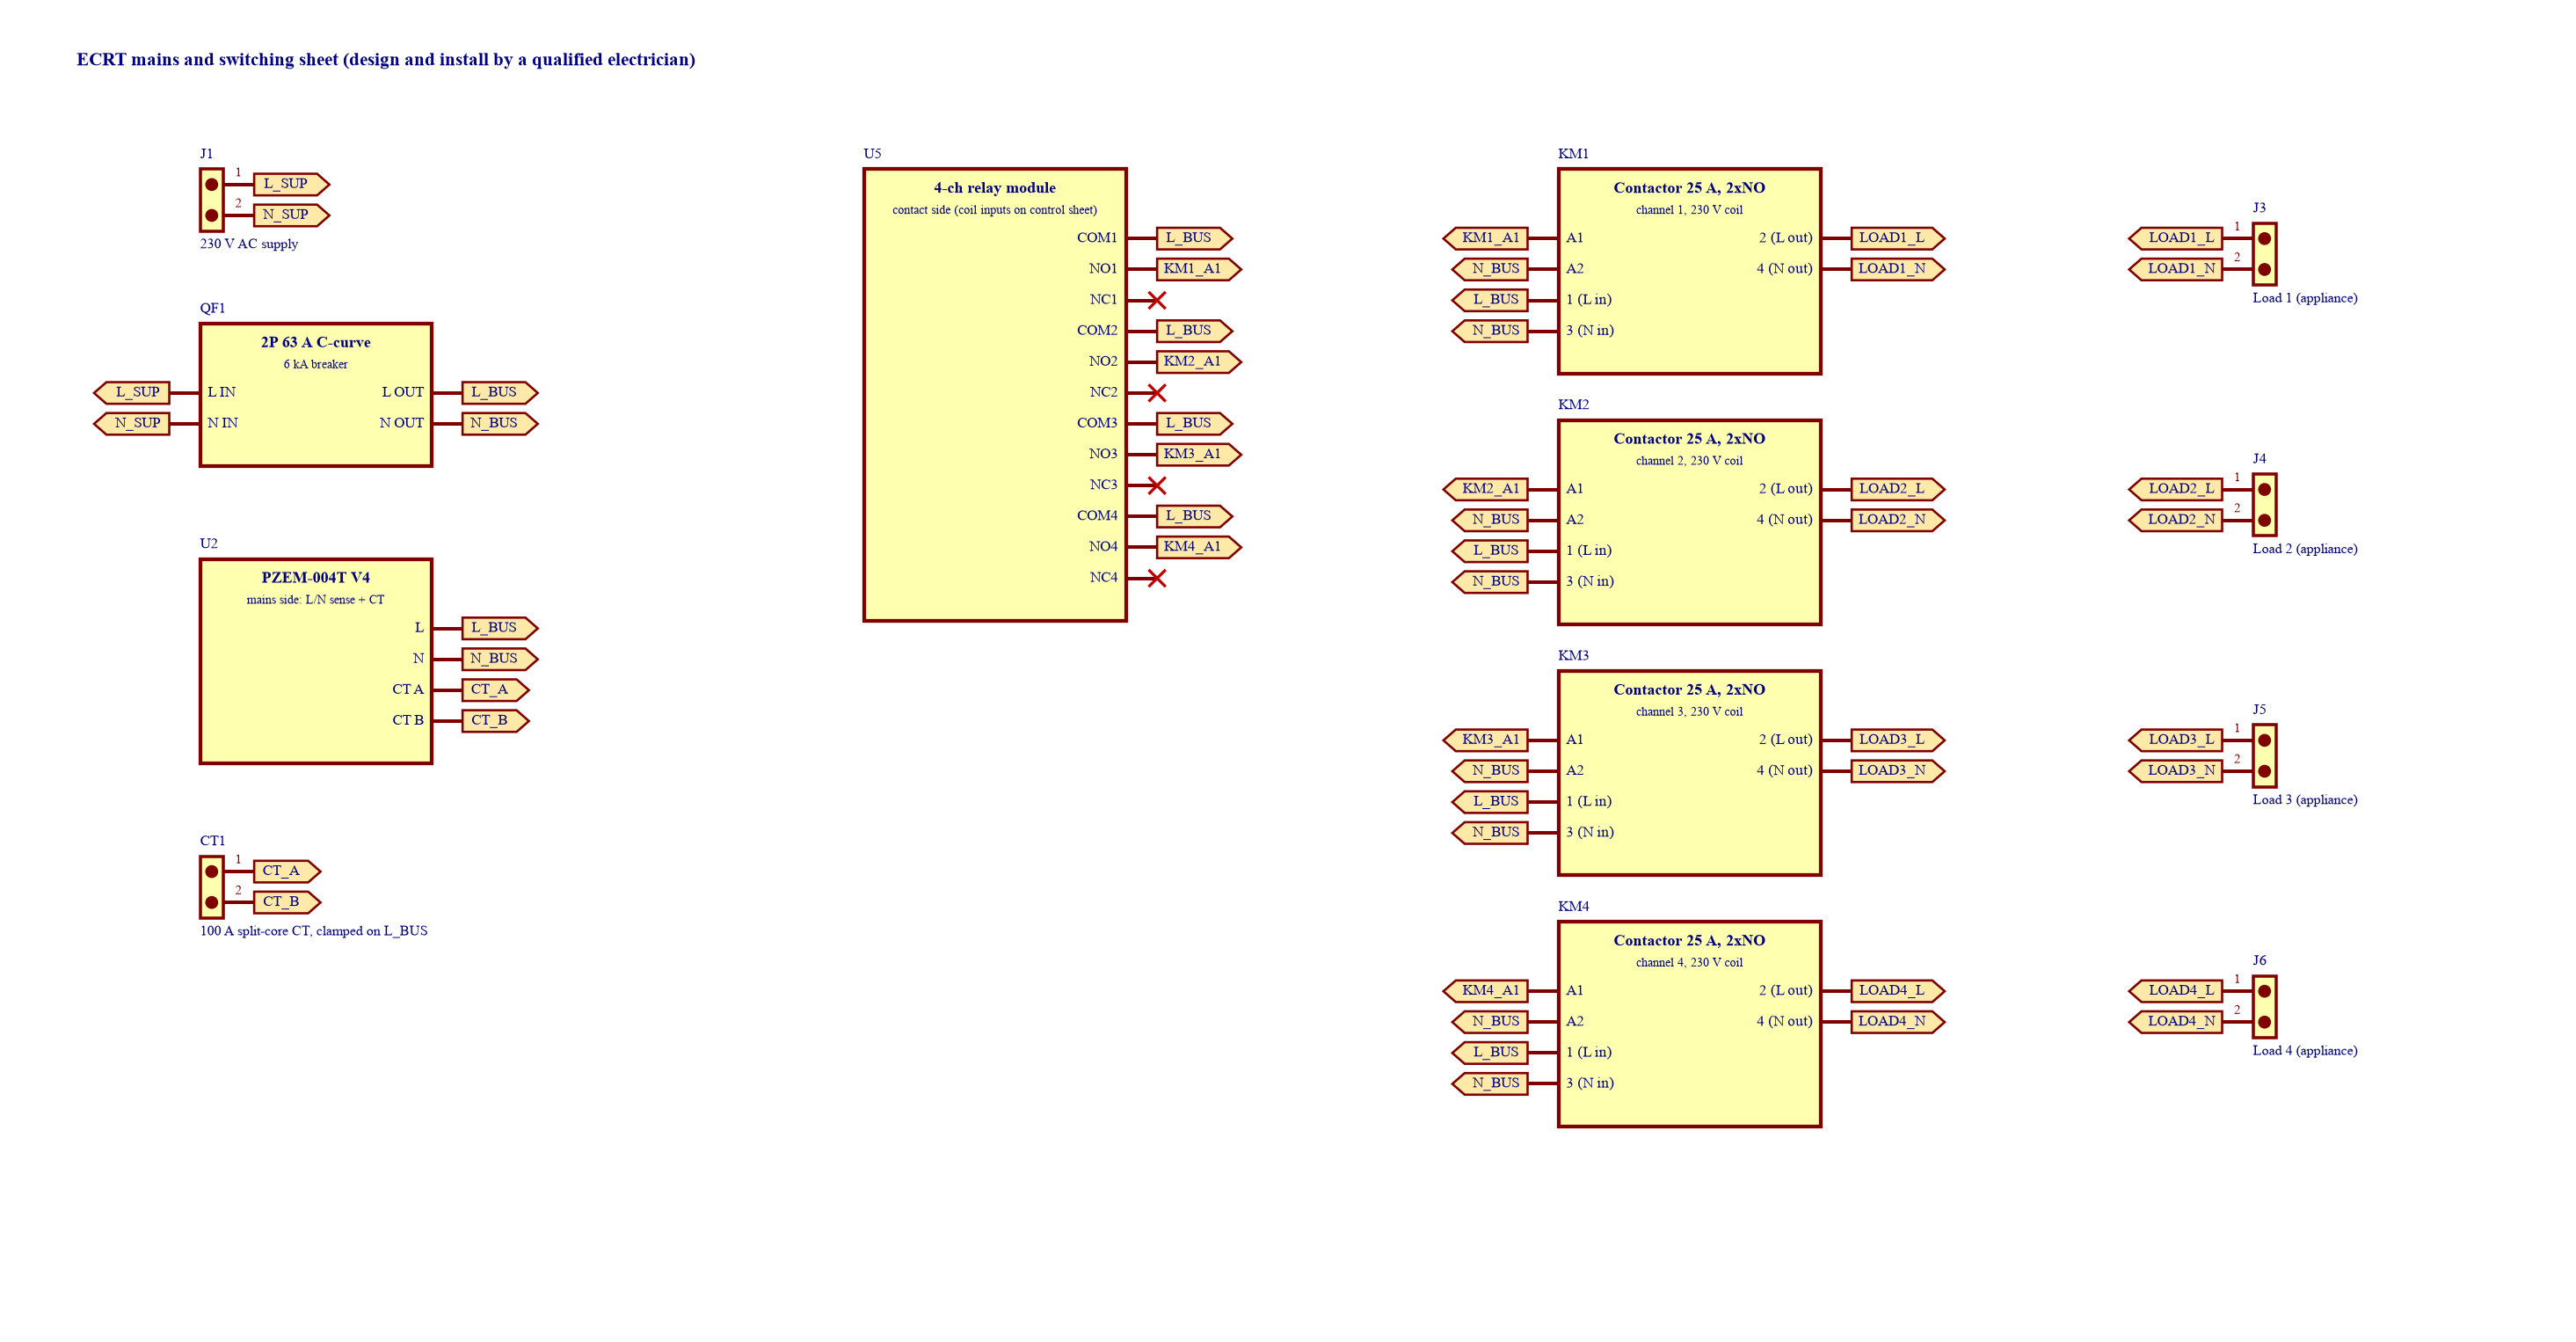 ECRT mains and switching sheet (design and install by a qualified electrician)
J1
1
L_SUP
2
N_SUP
230 V AC supply
QF1
2P 63 A C-curve
6 kA breaker
L_SUP
L IN
L OUT
L_BUS
N_SUP
N IN
N OUT
N_BUS
U2
PZEM-004T V4
mains side: L/N sense + CT
L
L_BUS
N
N_BUS
CT A
CT_A
CT B
CT_B
CT1
1
CT_A
2
CT_B
100 A split-core CT, clamped on L_BUS
U5
4-ch relay module
contact side (coil inputs on control sheet)
COM1
L_BUS
NO1
KM1_A1
NC1
COM2
L_BUS
NO2
KM2_A1
NC2
COM3
L_BUS
NO3
KM3_A1
NC3
COM4
L_BUS
NO4
KM4_A1
NC4
KM1
Contactor 25 A, 2xNO
channel 1, 230 V coil
KM1_A1
A1
2 (L out)
LOAD1_L
N_BUS
A2
4 (N out)
LOAD1_N
L_BUS
1 (L in)
N_BUS
3 (N in)
KM2
Contactor 25 A, 2xNO
channel 2, 230 V coil
KM2_A1
A1
2 (L out)
LOAD2_L
N_BUS
A2
4 (N out)
LOAD2_N
L_BUS
1 (L in)
N_BUS
3 (N in)
KM3
Contactor 25 A, 2xNO
channel 3, 230 V coil
KM3_A1
A1
2 (L out)
LOAD3_L
N_BUS
A2
4 (N out)
LOAD3_N
L_BUS
1 (L in)
N_BUS
3 (N in)
KM4
Contactor 25 A, 2xNO
channel 4, 230 V coil
KM4_A1
A1
2 (L out)
LOAD4_L
N_BUS
A2
4 (N out)
LOAD4_N
L_BUS
1 (L in)
N_BUS
3 (N in)
J3
LOAD1_L
1
LOAD1_N
2
Load 1 (appliance)
J4
LOAD2_L
1
LOAD2_N
2
Load 2 (appliance)
J5
LOAD3_L
1
LOAD3_N
2
Load 3 (appliance)
J6
LOAD4_L
1
LOAD4_N
2
Load 4 (appliance)